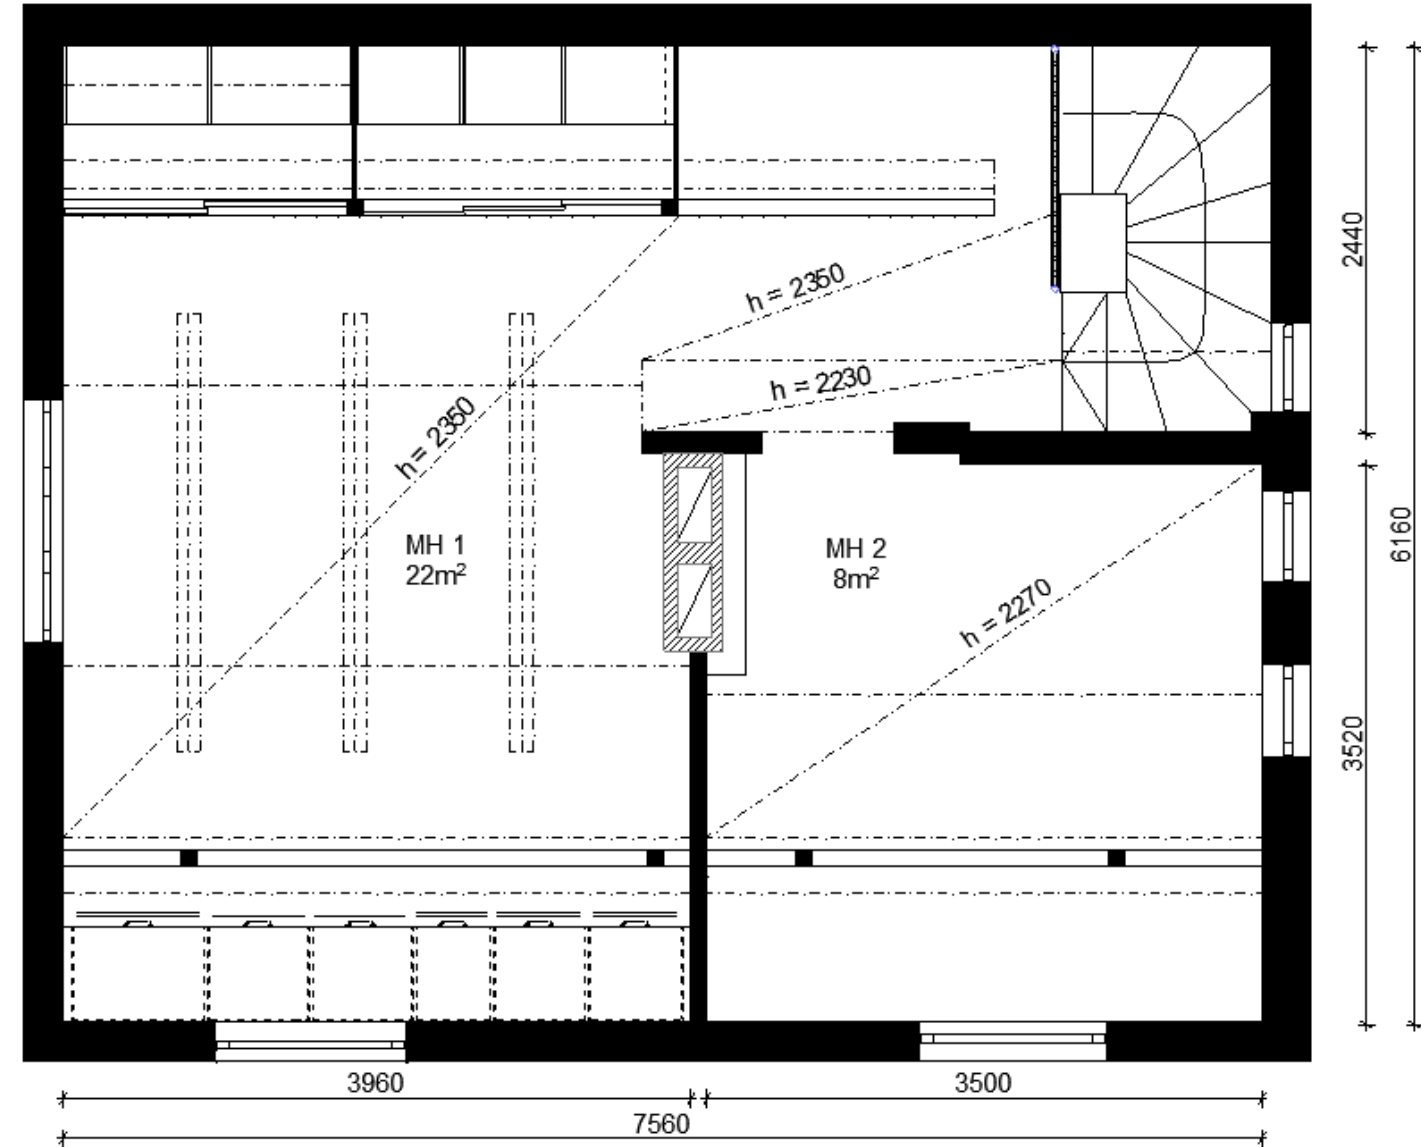 2440
h = 2350
h = 2230
h = 2350
6160
MH 1
22m²
MH 2
8m²
h = 2270
3520
3960
3500
7560